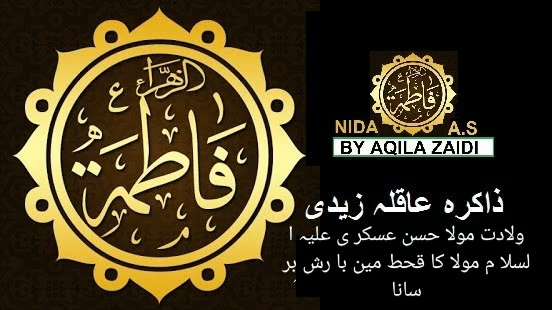 الزهراء ع
فاطمة
فاطمة
NIDA A.S
BY AQILA ZAIDI
ذاکرہ عاقلہ زیدی
ولادت مولا حسن عسکر ی علیہ ا
لسلا م مولا کا قحط مین با رش بر
سانا